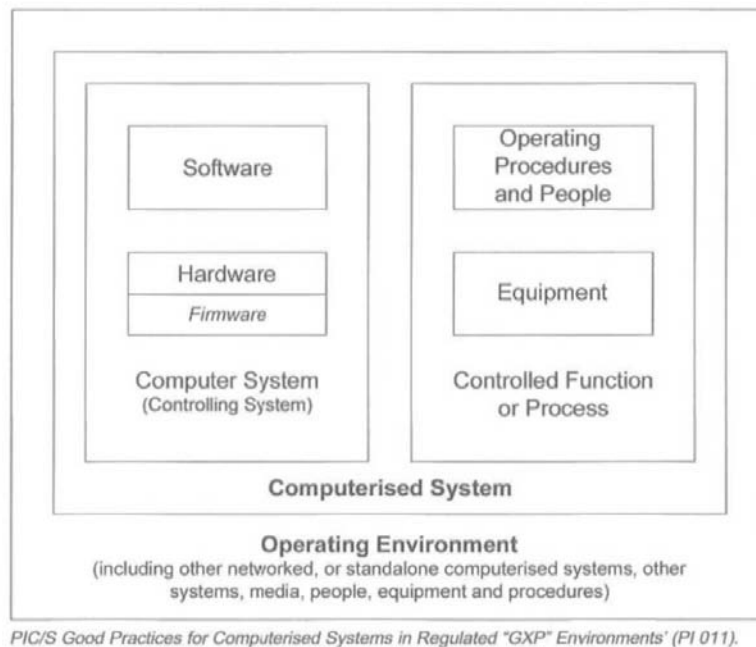 Software
Hardware
Firmware
Computer System
(Controlling System)
Operating
Procedures
and People
Equipment
Controlled Function
or Process
Computerised System
Operating Environment
(including other networked, or standalone computerised systems, other
systems, media, people, equipment and procedures)
PIC/S Good Practices for Computerised Systems in Regulated "GXP" Environments' (PI 011).